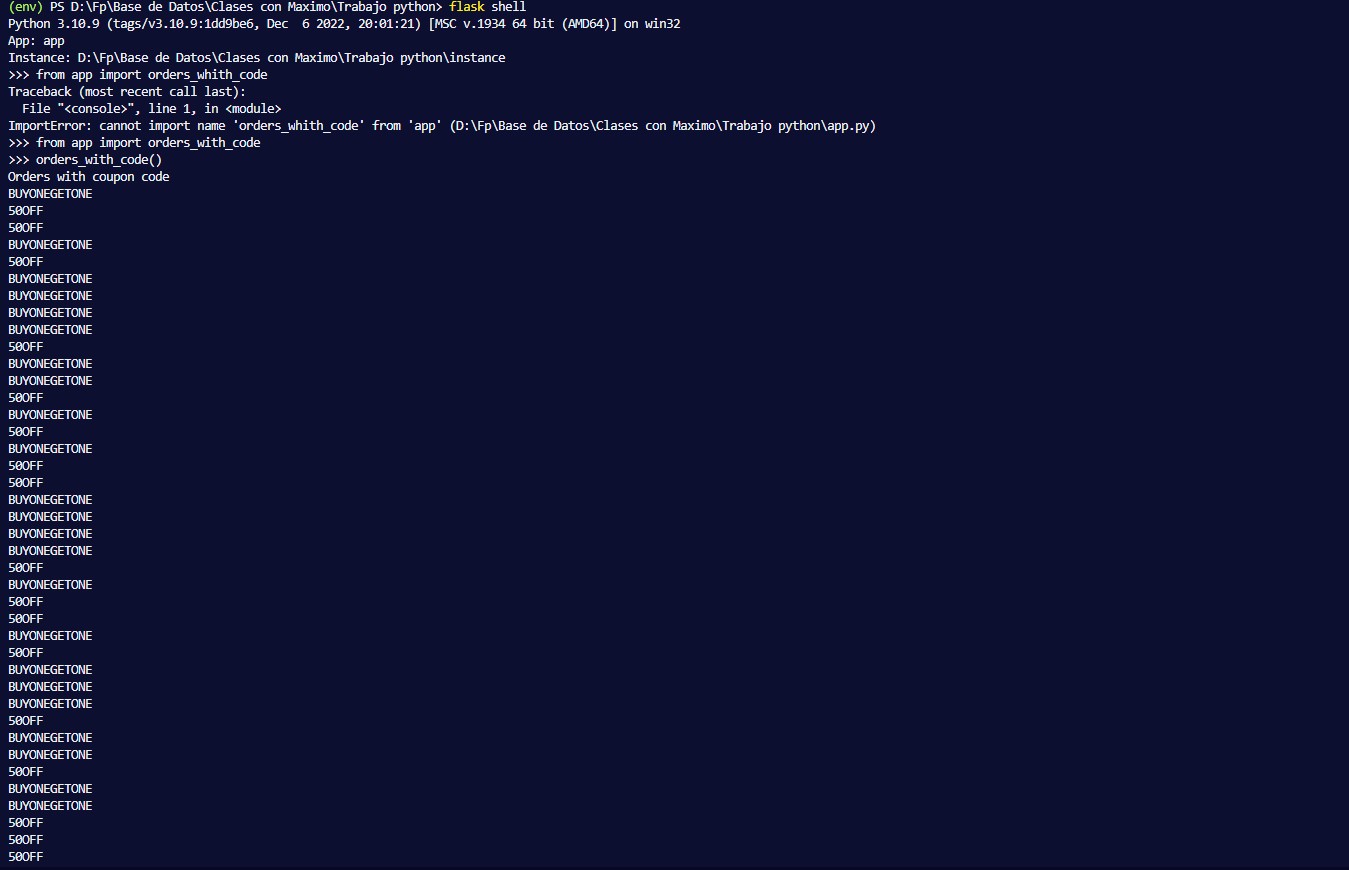 (env) PS D:\Fp\Base de Datos\Clases con Maximo\Trabajo python> flask shell
Python 3.10.9 (tags/v3.10.9:1dd9be6, Dec  6 2022, 20:01:21) [MSC v.1934 64 bit (AMD64)] on win32
App: app
Instance: D:\Fp\Base de Datos\Clases con Maximo\Trabajo python\instance
>>> from app import orders_whith_code
Traceback (most recent call last):
  File "<console>", line 1, in <module>
ImportError: cannot import name 'orders_whith_code' from 'app' (D:\Fp\Base de Datos\Clases con Maximo\Trabajo python\app.py)
>>> from app import orders_with_code
>>> orders_with_code()
Orders with coupon code
BUYONEGETONE
50OFF
50OFF
BUYONEGETONE
50OFF
BUYONEGETONE
BUYONEGETONE
BUYONEGETONE
BUYONEGETONE
50OFF
BUYONEGETONE
BUYONEGETONE
50OFF
BUYONEGETONE
50OFF
BUYONEGETONE
50OFF
50OFF
BUYONEGETONE
BUYONEGETONE
BUYONEGETONE
BUYONEGETONE
50OFF
BUYONEGETONE
50OFF
50OFF
BUYONEGETONE
50OFF
BUYONEGETONE
BUYONEGETONE
BUYONEGETONE
50OFF
BUYONEGETONE
BUYONEGETONE
50OFF
BUYONEGETONE
BUYONEGETONE
50OFF
50OFF
50OFF